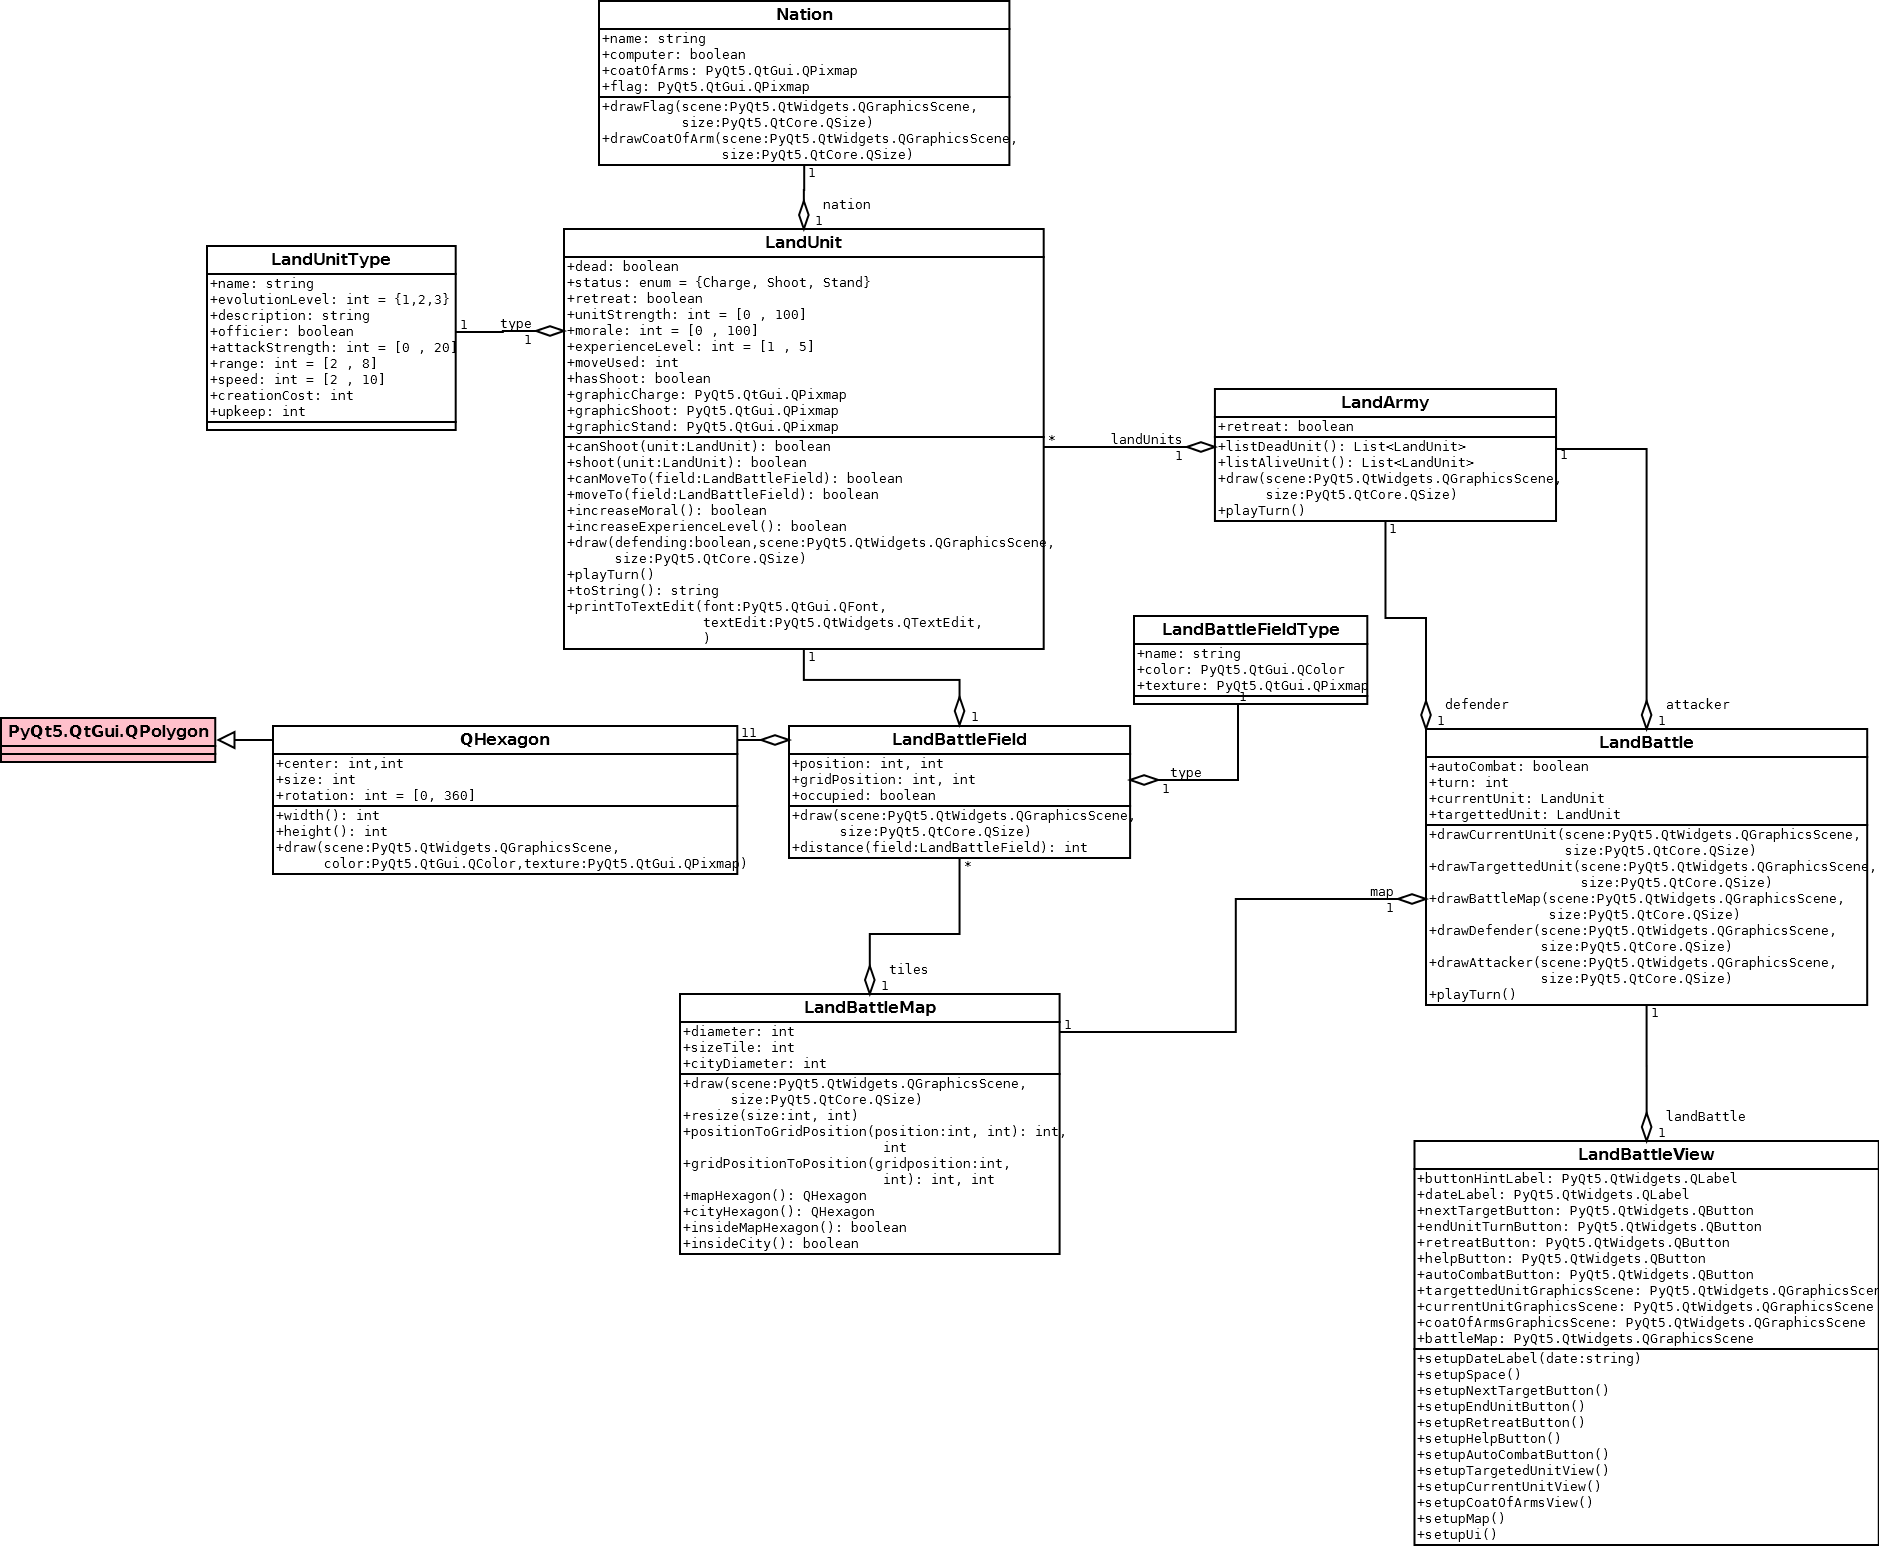 Nation
+name: string
+computer: boolean
+coatOfArms: PyQt5.QtGui.QPixmap
+flag: PyQt5.QtGui.QPixmap
+drawFlag(scene:PyQt5.QtWidgets.QGraphicsScene,
size:PyQt5.QtCore.QSize)
+drawCoatOfArm(scene:PyQt5.QtWidgets.QGraphicsScene,
size:PyQt5.QtCore.QSize)
1
nation
1
LandUnitType
+name: string
+evolutionLevel: int = {1,2,3}
+description: string
+officier: boolean
+attackStrength: int = [0 , 20]
+range: int = [2 , 8]
+speed: int = [2 , 10]
+creationCost: int
+upkeep: int
1
type
1
LandUnit
+dead: boolean
+status: enum = {Charge, Shoot, Stand}
+retreat: boolean
+unitStrength: int = [0 , 100]
+morale: int = [0 , 100]
+experienceLevel: int = [1 , 5]
+moveUsed: int
+hasShoot: boolean
+graphicCharge: PyQt5.QtGui.QPixmap
+graphicShoot: PyQt5.QtGui.QPixmap
+graphicStand: PyQt5.QtGui.QPixmap
+canShoot(unit:LandUnit): boolean
+shoot(unit:LandUnit): boolean
+canMoveTo(field:LandBattleField): boolean
+moveTo(field:LandBattleField): boolean
+increaseMoral(): boolean
+increaseExperienceLevel(): boolean
+draw(defending:boolean,scene:PyQt5.QtWidgets.QGraphicsScene,
size:PyQt5.QtCore.QSize)
+playTurn()
+toString(): string
+printToTextEdit(font:PyQt5.QtGui.QFont,
textEdit:PyQt5.QtWidgets.QTextEdit,
)
1
*
landUnits
1
LandArmy
+retreat: boolean
+listDeadUnit(): List<LandUnit>
+listAliveUnit(): List<LandUnit>
+draw(scene:PyQt5.QtWidgets.QGraphicsScene,
size:PyQt5.QtCore.QSize)
+playTurn()
1
1
LandBattleFieldType
+name: string
+color: PyQt5.QtGui.QColor
+texture: PyQt5.QtGui.QPixmap
1
type
1
PyQt5.QtGui.QPolygon
QHexagon
+center: int,int
+size: int
+rotation: int = [0, 360]
+width(): int
+height(): int
+draw(scene:PyQt5.QtWidgets.QGraphicsScene,
color:PyQt5.QtGui.QColor,texture:PyQt5.QtGui.QPixmap)
11
1
LandBattleField
+position: int, int
+gridPosition: int, int
+occupied: boolean
+draw(scene:PyQt5.QtWidgets.QGraphicsScene,
size:PyQt5.QtCore.QSize)
+distance(field:LandBattleField): int
*
tiles
1
defender
1
attacker
1
LandBattle
+autoCombat: boolean
+turn: int
+currentUnit: LandUnit
+targettedUnit: LandUnit
+drawCurrentUnit(scene:PyQt5.QtWidgets.QGraphicsScene,
size:PyQt5.QtCore.QSize)
+drawTargettedUnit(scene:PyQt5.QtWidgets.QGraphicsScene,
size:PyQt5.QtCore.QSize)
+drawBattleMap(scene:PyQt5.QtWidgets.QGraphicsScene,
size:PyQt5.QtCore.QSize)
+drawDefender(scene:PyQt5.QtWidgets.QGraphicsScene,
size:PyQt5.QtCore.QSize)
+drawAttacker(scene:PyQt5.QtWidgets.QGraphicsScene,
size:PyQt5.QtCore.QSize)
+playTurn()
map
1
1
LandBattleMap
+diameter: int
+sizeTile: int
+cityDiameter: int
+draw(scene:PyQt5.QtWidgets.QGraphicsScene,
size:PyQt5.QtCore.QSize)
+resize(size:int, int)
+positionToGridPosition(position:int, int): int,
int
+gridPositionToPosition(gridposition:int,
int): int, int
+mapHexagon(): QHexagon
+cityHexagon(): QHexagon
+insideMapHexagon(): boolean
+insideCity(): boolean
1
landBattle
1
LandBattleView
+buttonHintLabel: PyQt5.QtWidgets.QLabel
+dateLabel: PyQt5.QtWidgets.QLabel
+nextTargetButton: PyQt5.QtWidgets.QButton
+endUnitTurnButton: PyQt5.QtWidgets.QButton
+retreatButton: PyQt5.QtWidgets.QButton
+helpButton: PyQt5.QtWidgets.QButton
+autoCombatButton: PyQt5.QtWidgets.QButton
+targettedUnitGraphicsScene: PyQt5.QtWidgets.QGraphicsScen
+currentUnitGraphicsScene: PyQt5.QtWidgets.QGraphicsScene
+coatOfArmsGraphicsScene: PyQt5.QtWidgets.QGraphicsScene
+battleMap: PyQt5.QtWidgets.QGraphicsScene
+setupDateLabel(date:string)
+setupSpace()
+setupNextTargetButton()
+setupEndUnitButton()
+setupRetreatButton()
+setupHelpButton()
+setupAutoCombatButton()
+setupTargetedUnitView()
+setupCurrentUnitView()
+setupCoatOfArmsView()
+setupMap()
+setupUi()